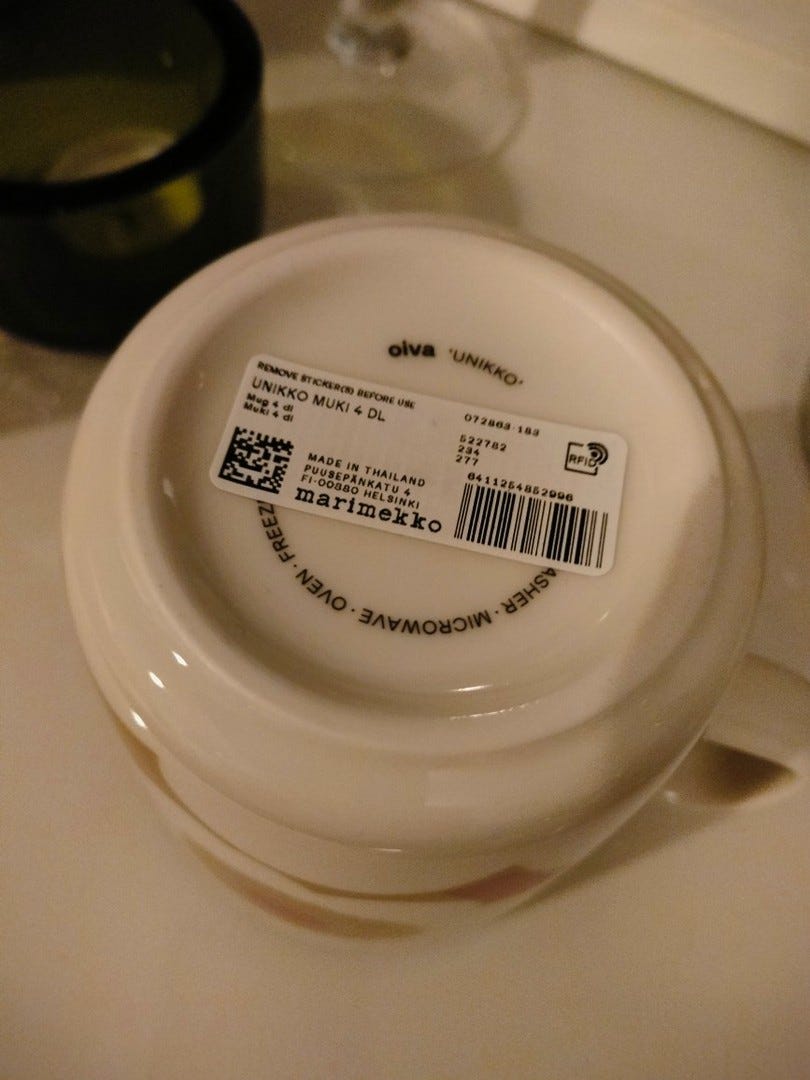 oiva 'UNIKKO'
REMOVE STICKER(S) BEFORE USE
UNIKKO MUKI 4 DL
Mug 4 dl
Muki 4 dl
072863 183
522782
234
277
RFID
MADE IN THAILAND
PUUSEPÄNKATU 4
FI-00880 HELSINKI
marimekko
6411254852996
ASHER · MICROWAVE · OVEN · FREEZ